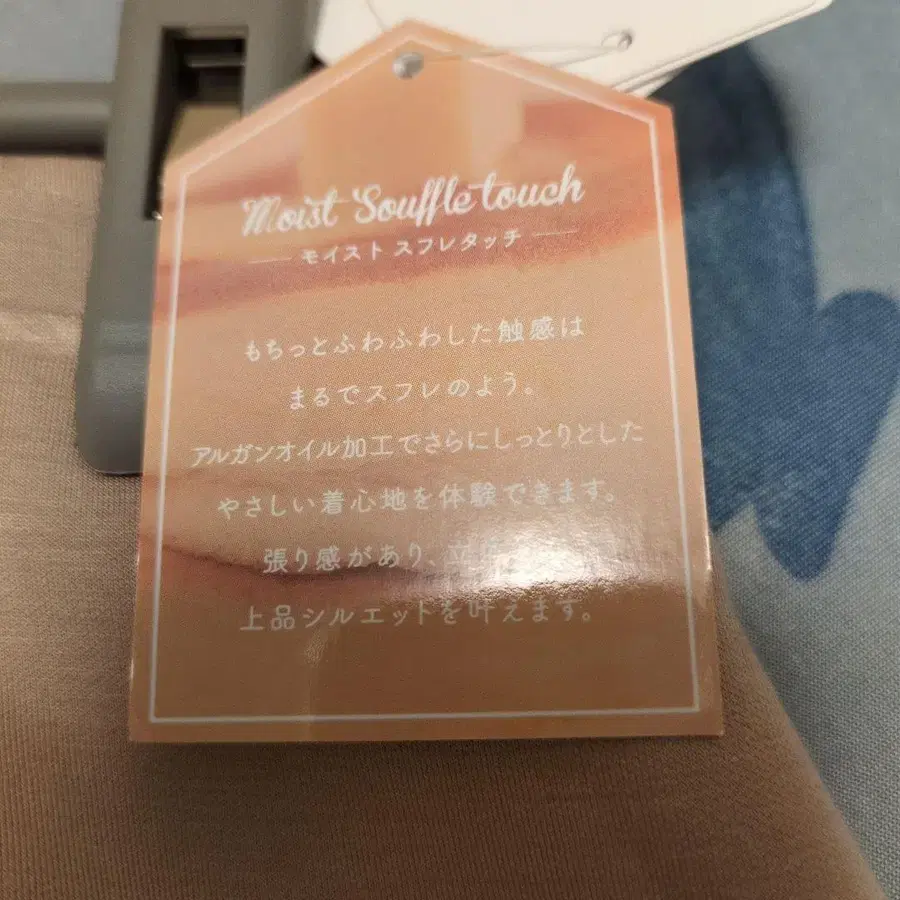 Moist Souffle touch
モイスト スフレタッチ
もちっとふわふわした触感は
まるでスフレのよう。
アルガンオイル加工でさらにしっとりとした
やさしい着心地を体験できます。
張り感があり、立
上品シルエットを叶えます。